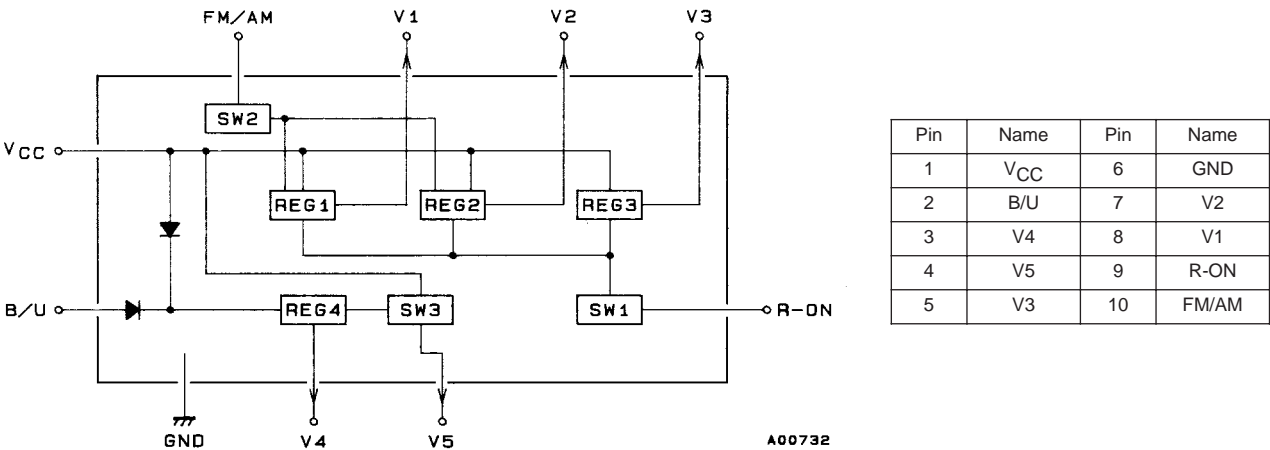 FM/AM V1 V2 V3
SW2
VCC
REG1 REG2 REG3
B/U REG4 SW3 SW1 R-ON
GND V4 V5 A00732
Pin Name Pin Name
1 VCC 6 GND
2 B/U 7 V2
3 V4 8 V1
4 V5 9 R-ON
5 V3 10 FM/AM